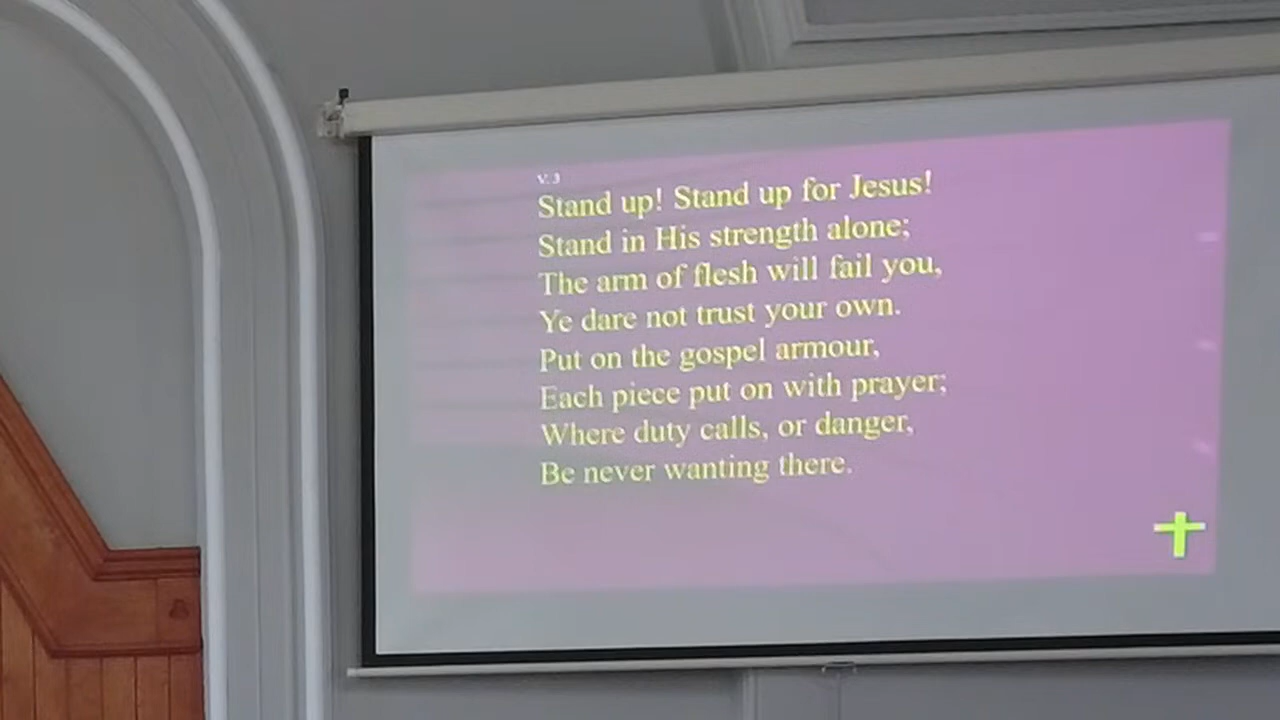 V. 3
Stand up! Stand up for Jesus!
Stand in His strength alone;
The arm of flesh will fail you,
Ye dare not trust your own.
Put on the gospel armour,
Each piece put on with prayer;
Where duty calls, or danger,
Be never wanting there.